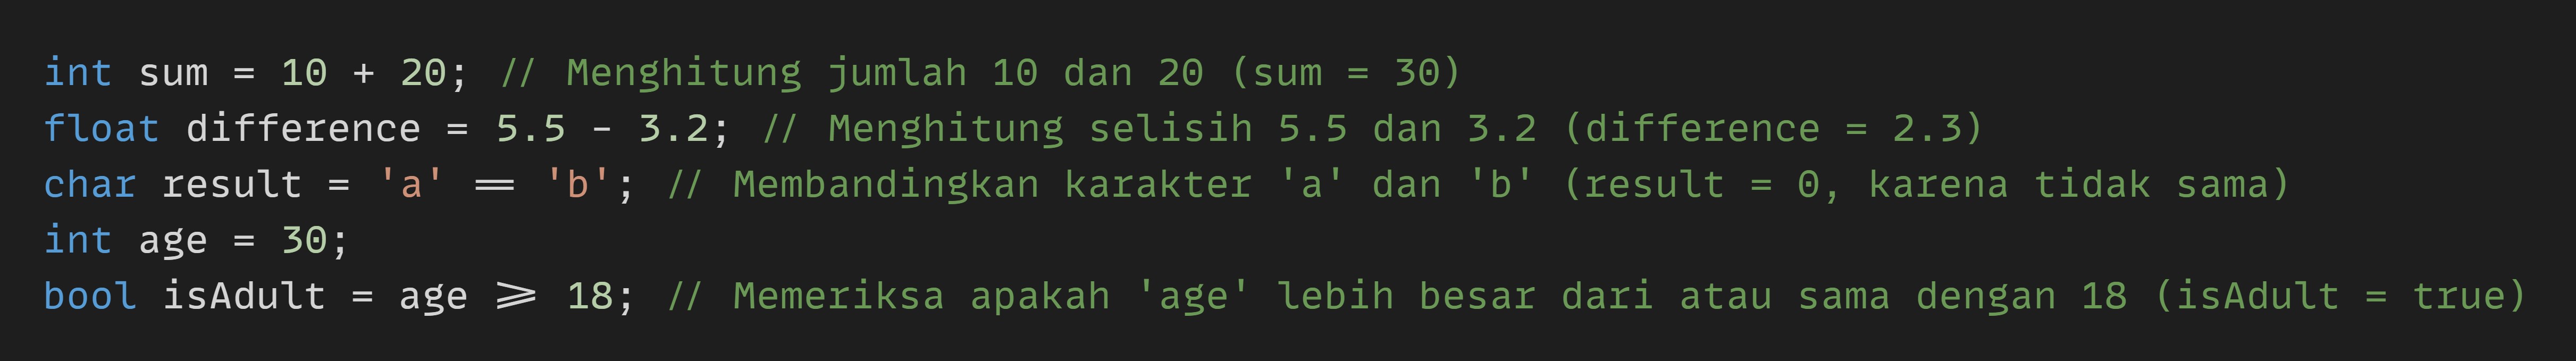 int sum = 10 + 20; // Menghitung jumlah 10 dan 20 (sum = 30)
float difference = 5.5 - 3.2; // Menghitung selisih 5.5 dan 3.2 (difference = 2.3)
char result = 'a' == 'b'; // Membandingkan karakter 'a' dan 'b' (result = 0, karena tidak sama)
int age = 30;
bool isAdult = age >= 18; // Memeriksa apakah 'age' lebih besar dari atau sama dengan 18 (isAdult = true)